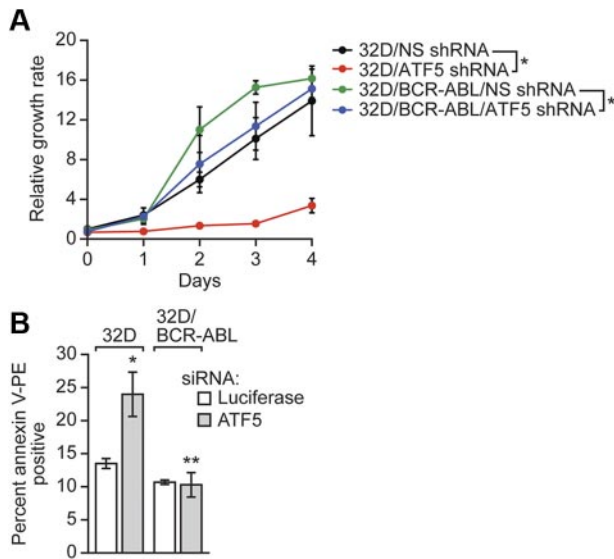 A
Relative growth rate
20
16
12
8
4
0
0 1 2 3 4
Days
32D/NS shRNA
*
32D/ATF5 shRNA
32D/BCR-ABL/NS shRNA
*
32D/BCR-ABL/ATF5 shRNA
B
32D
32D/
BCR-ABL
Percent annexin V-PE
positive
30
25
20
15
10
5
0
*
**
siRNA:
Luciferase
ATF5